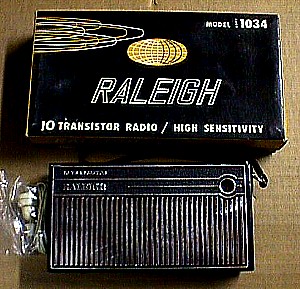 MODEL 1034
RALEIGH
10 TRANSISTOR RADIO / HIGH SENSITIVITY